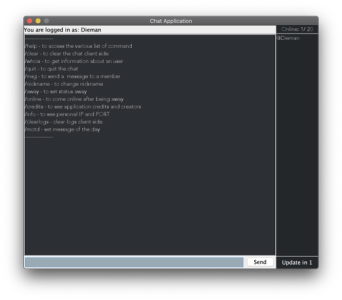 Chat Application
You are logged in as: Dieman
Online: 1/ 20
#Dieman
/help - to access the various list of command
/clear - to clear the chat client side
/whois - to get information about an user
/quit - to quit the chat
/msg - to send a message to a member
/nickname - to change nickname
/away - to set status away
/online - to come online after being away
/credits - to see application credits and creators
/info - to see personal IP and PORT
/clearlogs - clear logs client side
/motd - set message of the day
Send
Update in 1